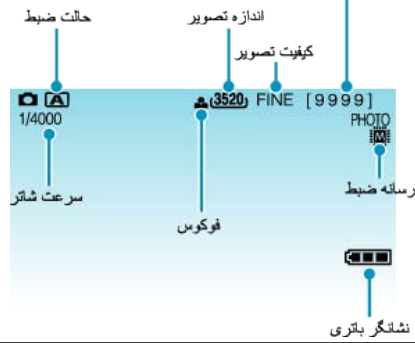 حالت ضبط
اندازه تصویر
کیفیت تصویر
A 3520 FINE [9999]
1/4000
PHOTO
M
سرعت شاتر
رسانه ضبط
فوکوس
نشانگر باتری